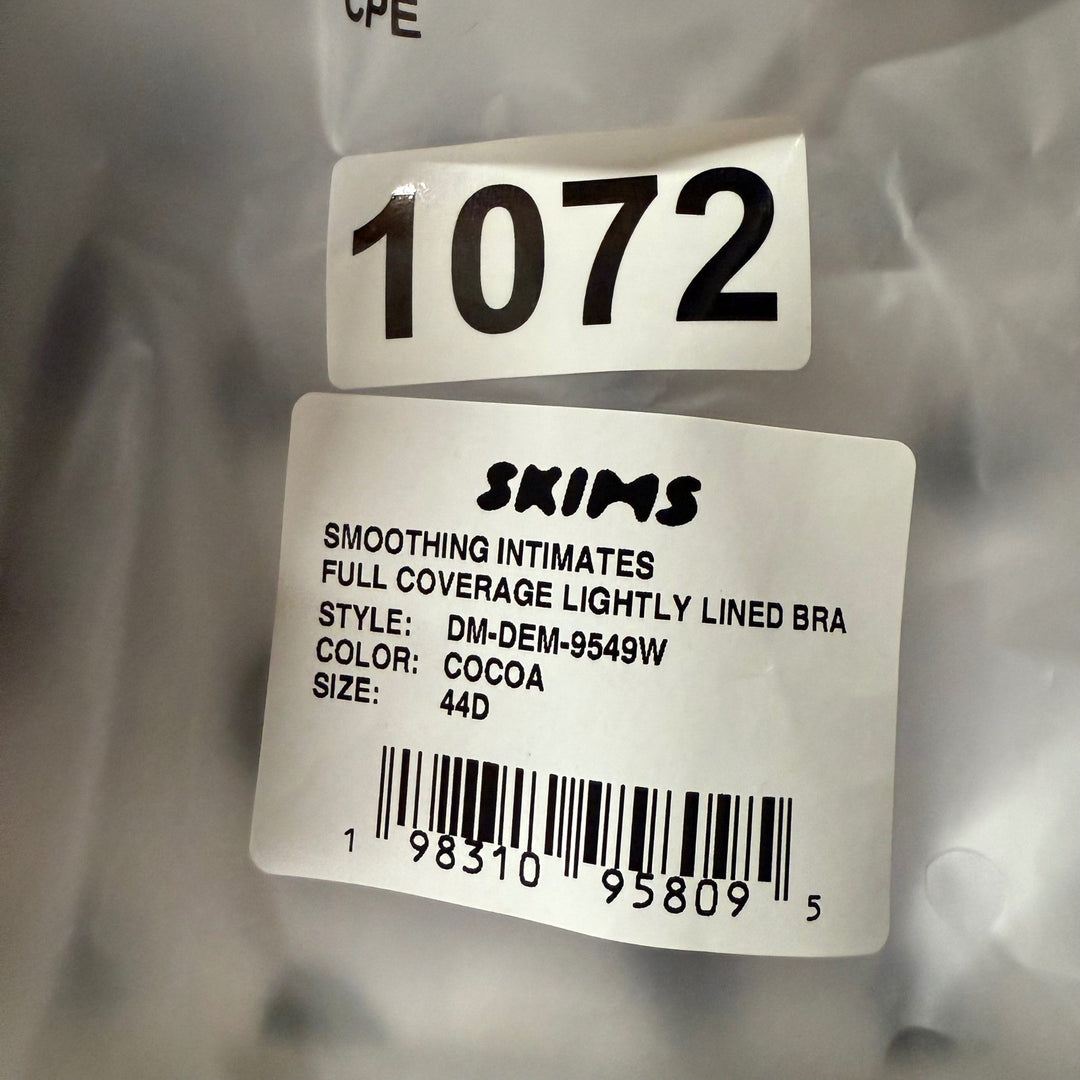 CPE
1072
SKIMS
SMOOTHING INTIMATES
FULL COVERAGE LIGHTLY LINED BRA
STYLE: DM-DEM-9549W
COLOR: COCOA
SIZE: 44D
1 98310 95809 5